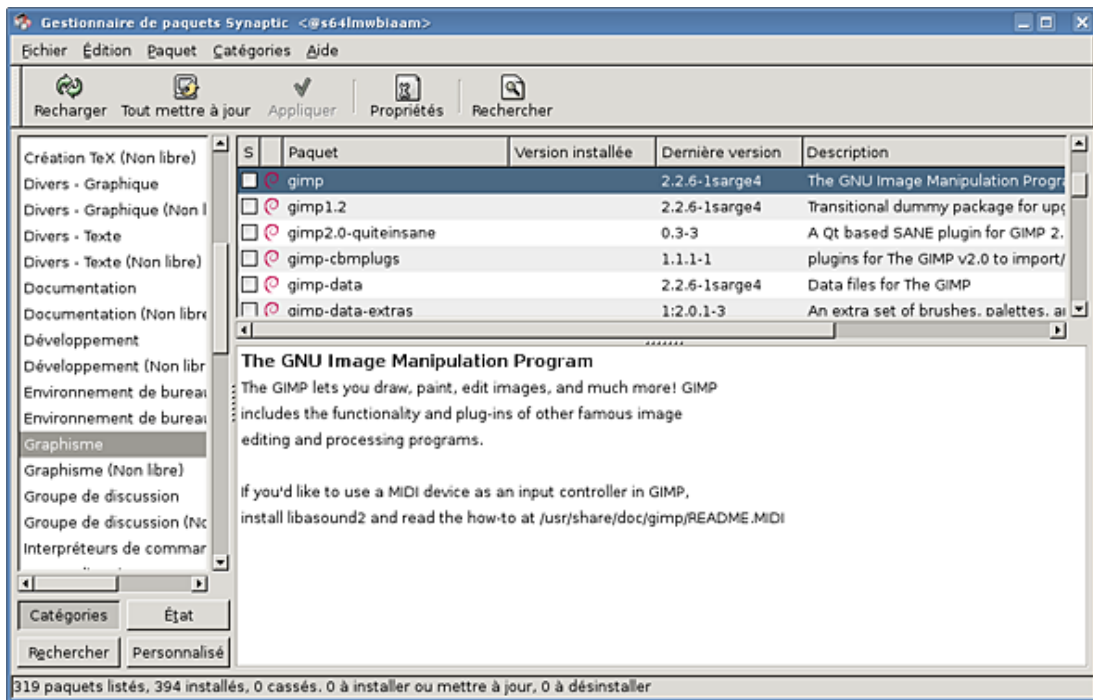 Gestionnaire de paquets Synaptic <@s64lmwbiaam>
Fichier Édition Paquet Catégories Aide
Recharger Tout mettre à jour Appliquer Propriétés Rechercher
Création TeX (Non libre)
Divers - Graphique
Divers - Graphique (Non l
Divers - Texte
Divers - Texte (Non libre)
Documentation
Documentation (Non libre
Développement
Développement (Non libr
Environnement de bureau
Environnement de bureau
Graphisme
Graphisme (Non libre)
Groupe de discussion
Groupe de discussion (No
Interpréteurs de commar
Catégories État
Rechercher Personnalisé
S Paquet Version installée Dernière version Description
gimp 2.2.6-1sarge4 The GNU Image Manipulation Progra
gimp1.2 2.2.6-1sarge4 Transitional dummy package for upg
gimp2.0-quiteinsane 0.3-3 A Qt based SANE plugin for GIMP 2.
gimp-cbmplugs 1.1.1-1 plugins for The GIMP v2.0 to import/
gimp-data 2.2.6-1sarge4 Data files for The GIMP
gimp-data-extras 1:2.0.1-3 An extra set of brushes, palettes, a
The GNU Image Manipulation Program
The GIMP lets you draw, paint, edit images, and much more! GIMP
includes the functionality and plug-ins of other famous image
editing and processing programs.
If you'd like to use a MIDI device as an input controller in GIMP,
install libasound2 and read the how-to at /usr/share/doc/gimp/README.MIDI
319 paquets listés, 394 installés, 0 cassés. 0 à installer ou mettre à jour, 0 à désinstaller